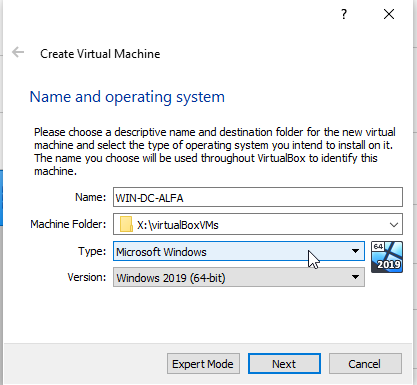 ?
Create Virtual Machine
Name and operating system
Please choose a descriptive name and destination folder for the new virtual
machine and select the type of operating system you intend to install on it.
The name you choose will be used throughout VirtualBox to identify this
machine.
Name: WIN-DC-ALFA
Machine Folder: X:\virtualBoxVMs
Type: Microsoft Windows
64
Version: Windows 2019 (64-bit)
2019
Expert Mode Next Cancel